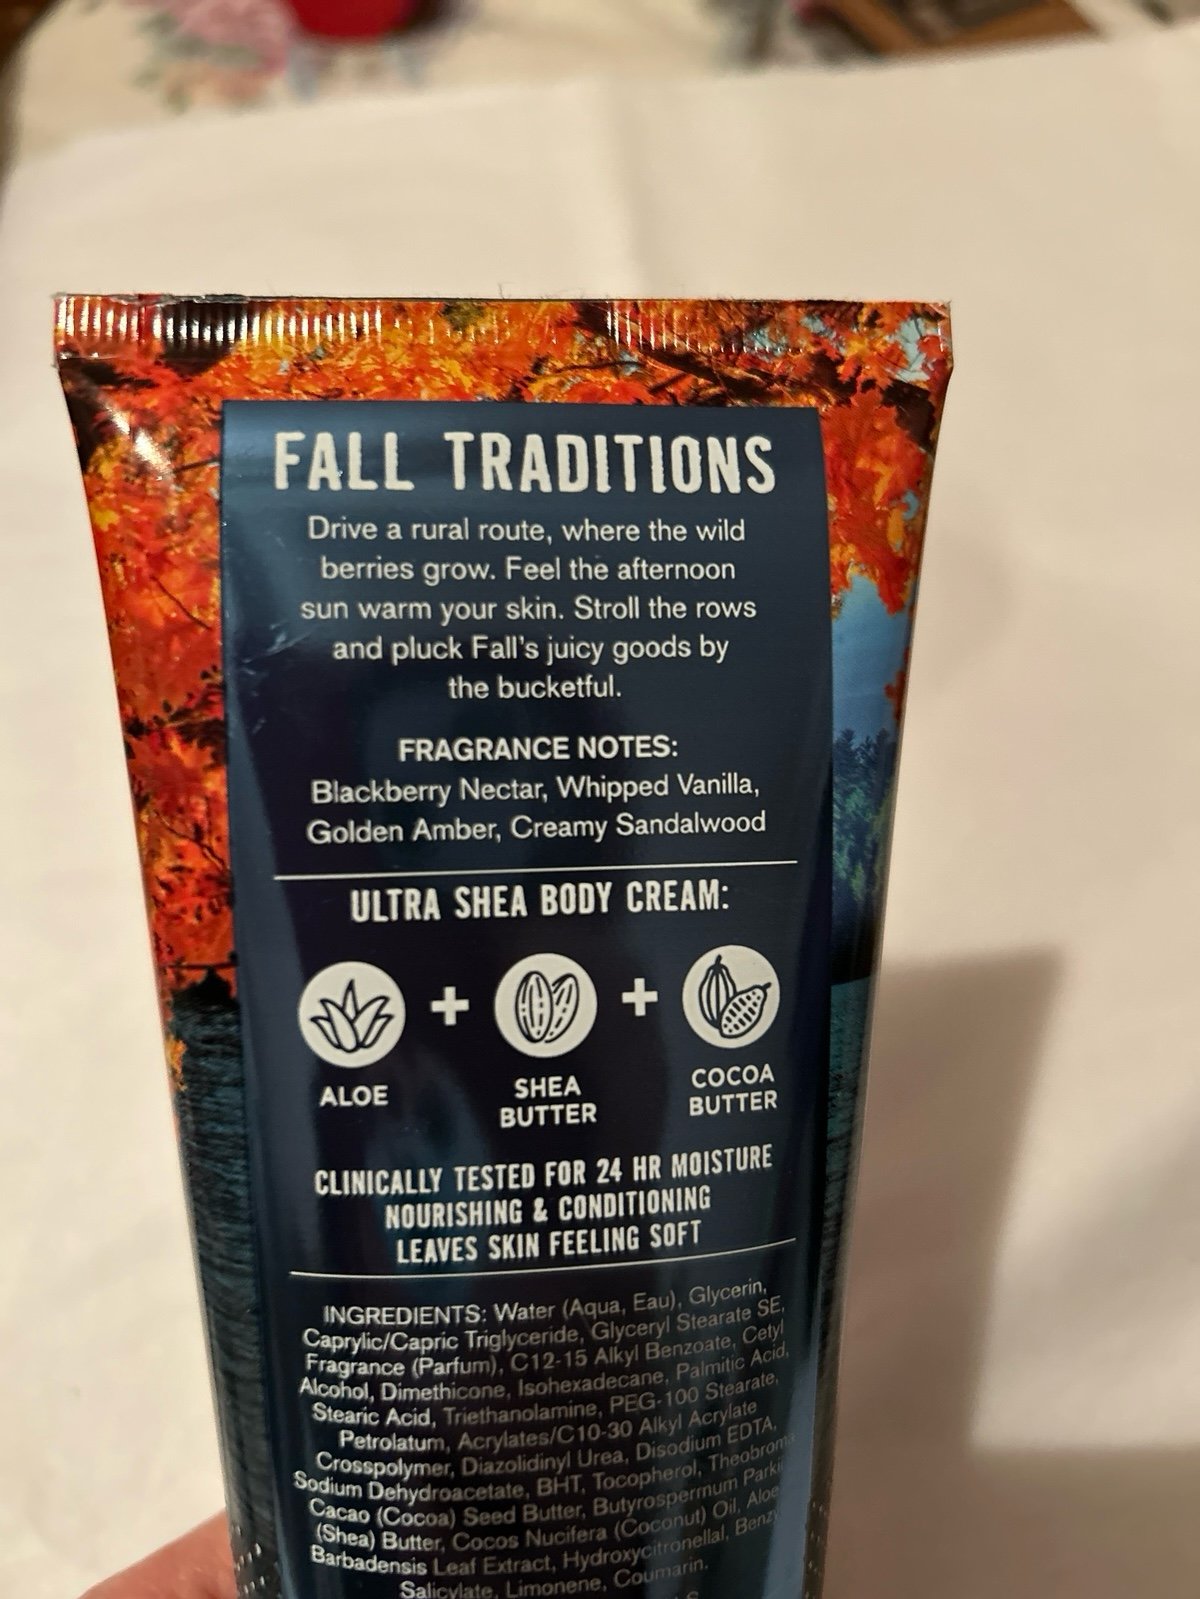 FALL TRADITIONS
Drive a rural route, where the wild
berries grow. Feel the afternoon
sun warm your skin. Stroll the rows
and pluck Fall's juicy goods by
the bucketful.
FRAGRANCE NOTES:
Blackberry Nectar, Whipped Vanilla,
Golden Amber, Creamy Sandalwood
ULTRA SHEA BODY CREAM:
ALOE + SHEA BUTTER + COCOA BUTTER
CLINICALLY TESTED FOR 24 HR MOISTURE
NOURISHING & CONDITIONING
LEAVES SKIN FEELING SOFT
INGREDIENTS: Water (Aqua, Eau), Glycerin,
Caprylic/Capric Triglyceride, Glyceryl Stearate SE,
Fragrance (Parfum), C12-15 Alkyl Benzoate, Cetyl
Alcohol, Dimethicone, Isohexadecane, Palmitic Acid,
Stearic Acid, Triethanolamine, PEG-100 Stearate,
Petrolatum, Acrylates/C10-30 Alkyl Acrylate
Crosspolymer, Diazolidinyl Urea, Disodium EDTA,
Sodium Dehydroacetate, BHT, Tocopherol, Theobroma
Cacao (Cocoa) Seed Butter, Butyrospermum Parki
(Shea) Butter, Cocos Nucifera (Coconut) Oil, Aloe
Barbadensis Leaf Extract, Hydroxycitronellal, Benzy
Salicylate, Limonene, Coumarin.